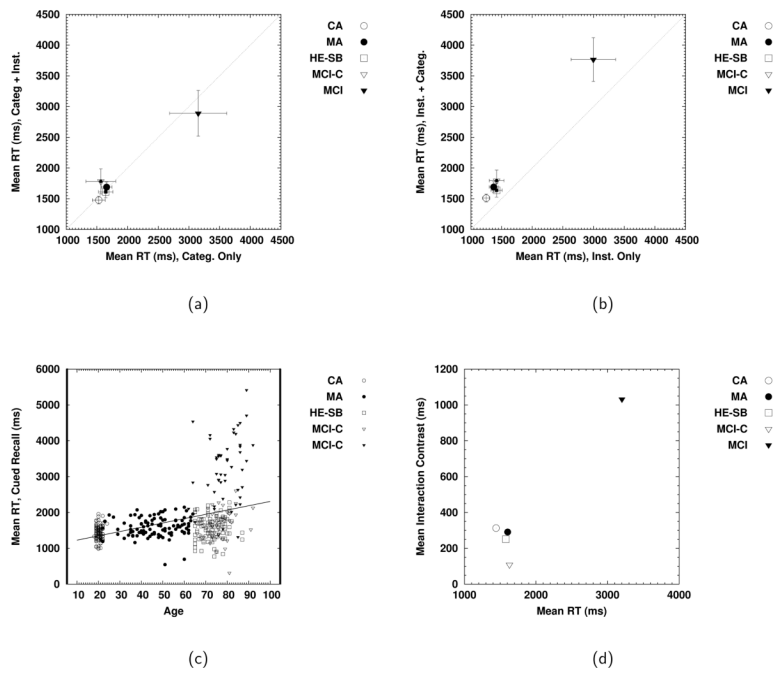 4500
4000
3500
3000
2500
2000
1500
1000
1000 1500 2000 2500 3000 3500 4000 4500
Mean RT (ms), Categ + Inst.
Mean RT (ms), Categ. Only
CA
MA
HE-SB
MCI-C
MCI
(a)
4500
4000
3500
3000
2500
2000
1500
1000
1000 1500 2000 2500 3000 3500 4000 4500
Mean RT (ms), Inst. + Categ.
Mean RT (ms), Inst. Only
CA
MA
HE-SB
MCI-C
MCI
(b)
6000
5000
4000
3000
2000
1000
0
10 20 30 40 50 60 70 80 90 100
Mean RT, Cued Recall (ms)
Age
CA
MA
HE-SB
MCI-C
MCI-C
(c)
1200
1000
800
600
400
200
0
1000 2000 3000 4000
Mean Interaction Contrast (ms)
Mean RT (ms)
CA
MA
HE-SB
MCI-C
MCI
(d)